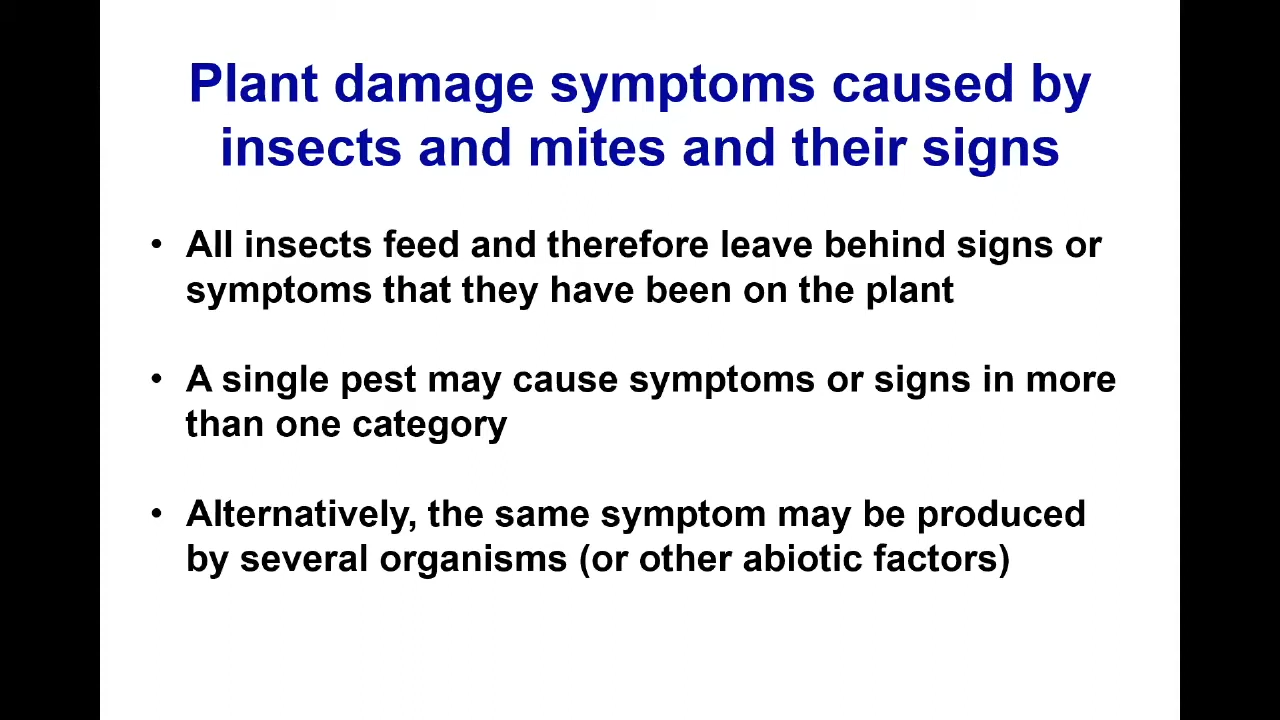 Plant damage symptoms caused by
insects and mites and their signs
• All insects feed and therefore leave behind signs or
symptoms that they have been on the plant
• A single pest may cause symptoms or signs in more
than one category
• Alternatively, the same symptom may be produced
by several organisms (or other abiotic factors)